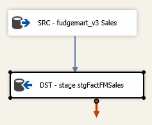 SRC - fudgemart_v3 Sales
DST - stage stgFactFMSales